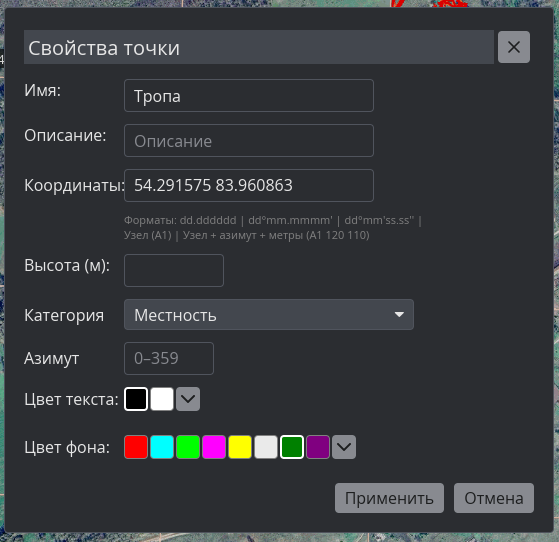 Свойства точки
Имя:
Тропа
Описание:
Описание
Координаты:
54.291575 83.960863
Форматы: dd.dddddd | dd°mm.mmmm' | dd°mm'ss.ss" |
Узел (A1) | Узел + азимут + метры (A1 120 110)
Высота (м):
Категория
Местность
Азимут
0–359
Цвет текста:
Цвет фона:
Применить
Отмена